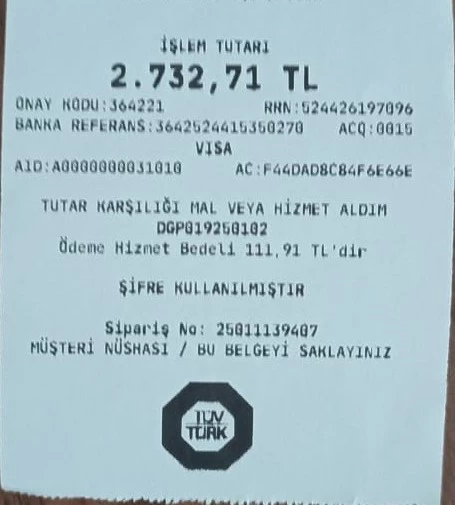 İŞLEM TUTARI
2.732,71 TL
ONAY KODU:364221 RRN:524426197096
BANKA REFERANS:3642524415350270 ACQ:0015
VISA
AID:A0000000031010 AC:F44DAD8C84F6E66E
TUTAR KARŞILIĞI MAL VEYA HİZMET ALDIM
DGP019250102
Ödeme Hizmet Bedeli 111,91 TL'dir
ŞİFRE KULLANILMIŞTIR
Sipariş No: 25011139407
MÜŞTERİ NÜSHASI / BU BELGEYİ SAKLAYINIZ
TÜV
TÜRK